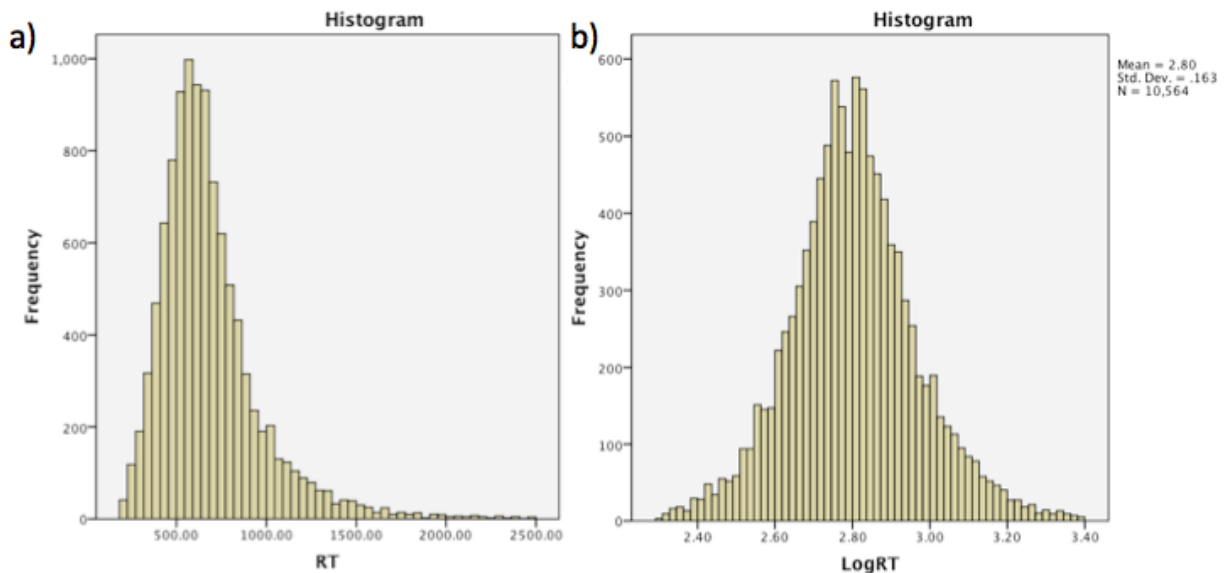 a)
Histogram
Frequency
1,000
800
600
400
200
0
500.00 1000.00 1500.00 2000.00 2500.00
RT
b)
Histogram
Mean = 2.80
Std. Dev. = .163
N = 10,564
Frequency
600
500
400
300
200
100
0
2.40 2.60 2.80 3.00 3.20 3.40
LogRT